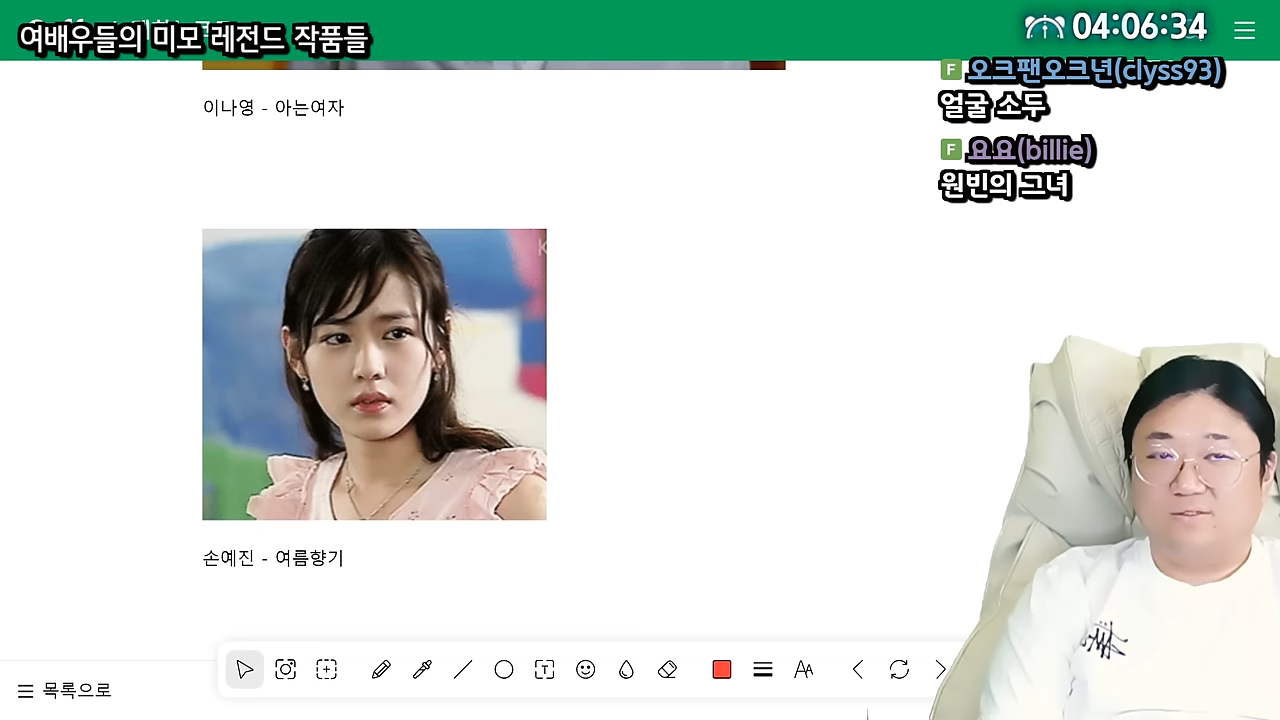 여배우들의 미모 레전드 작품들
04:06:34
F 오크팬오크년(clyss93)
얼굴 소두
F 요요(billie)
원빈의 그녀
이나영 - 아는여자
K
손예진 - 여름향기
목록으로
T
AA